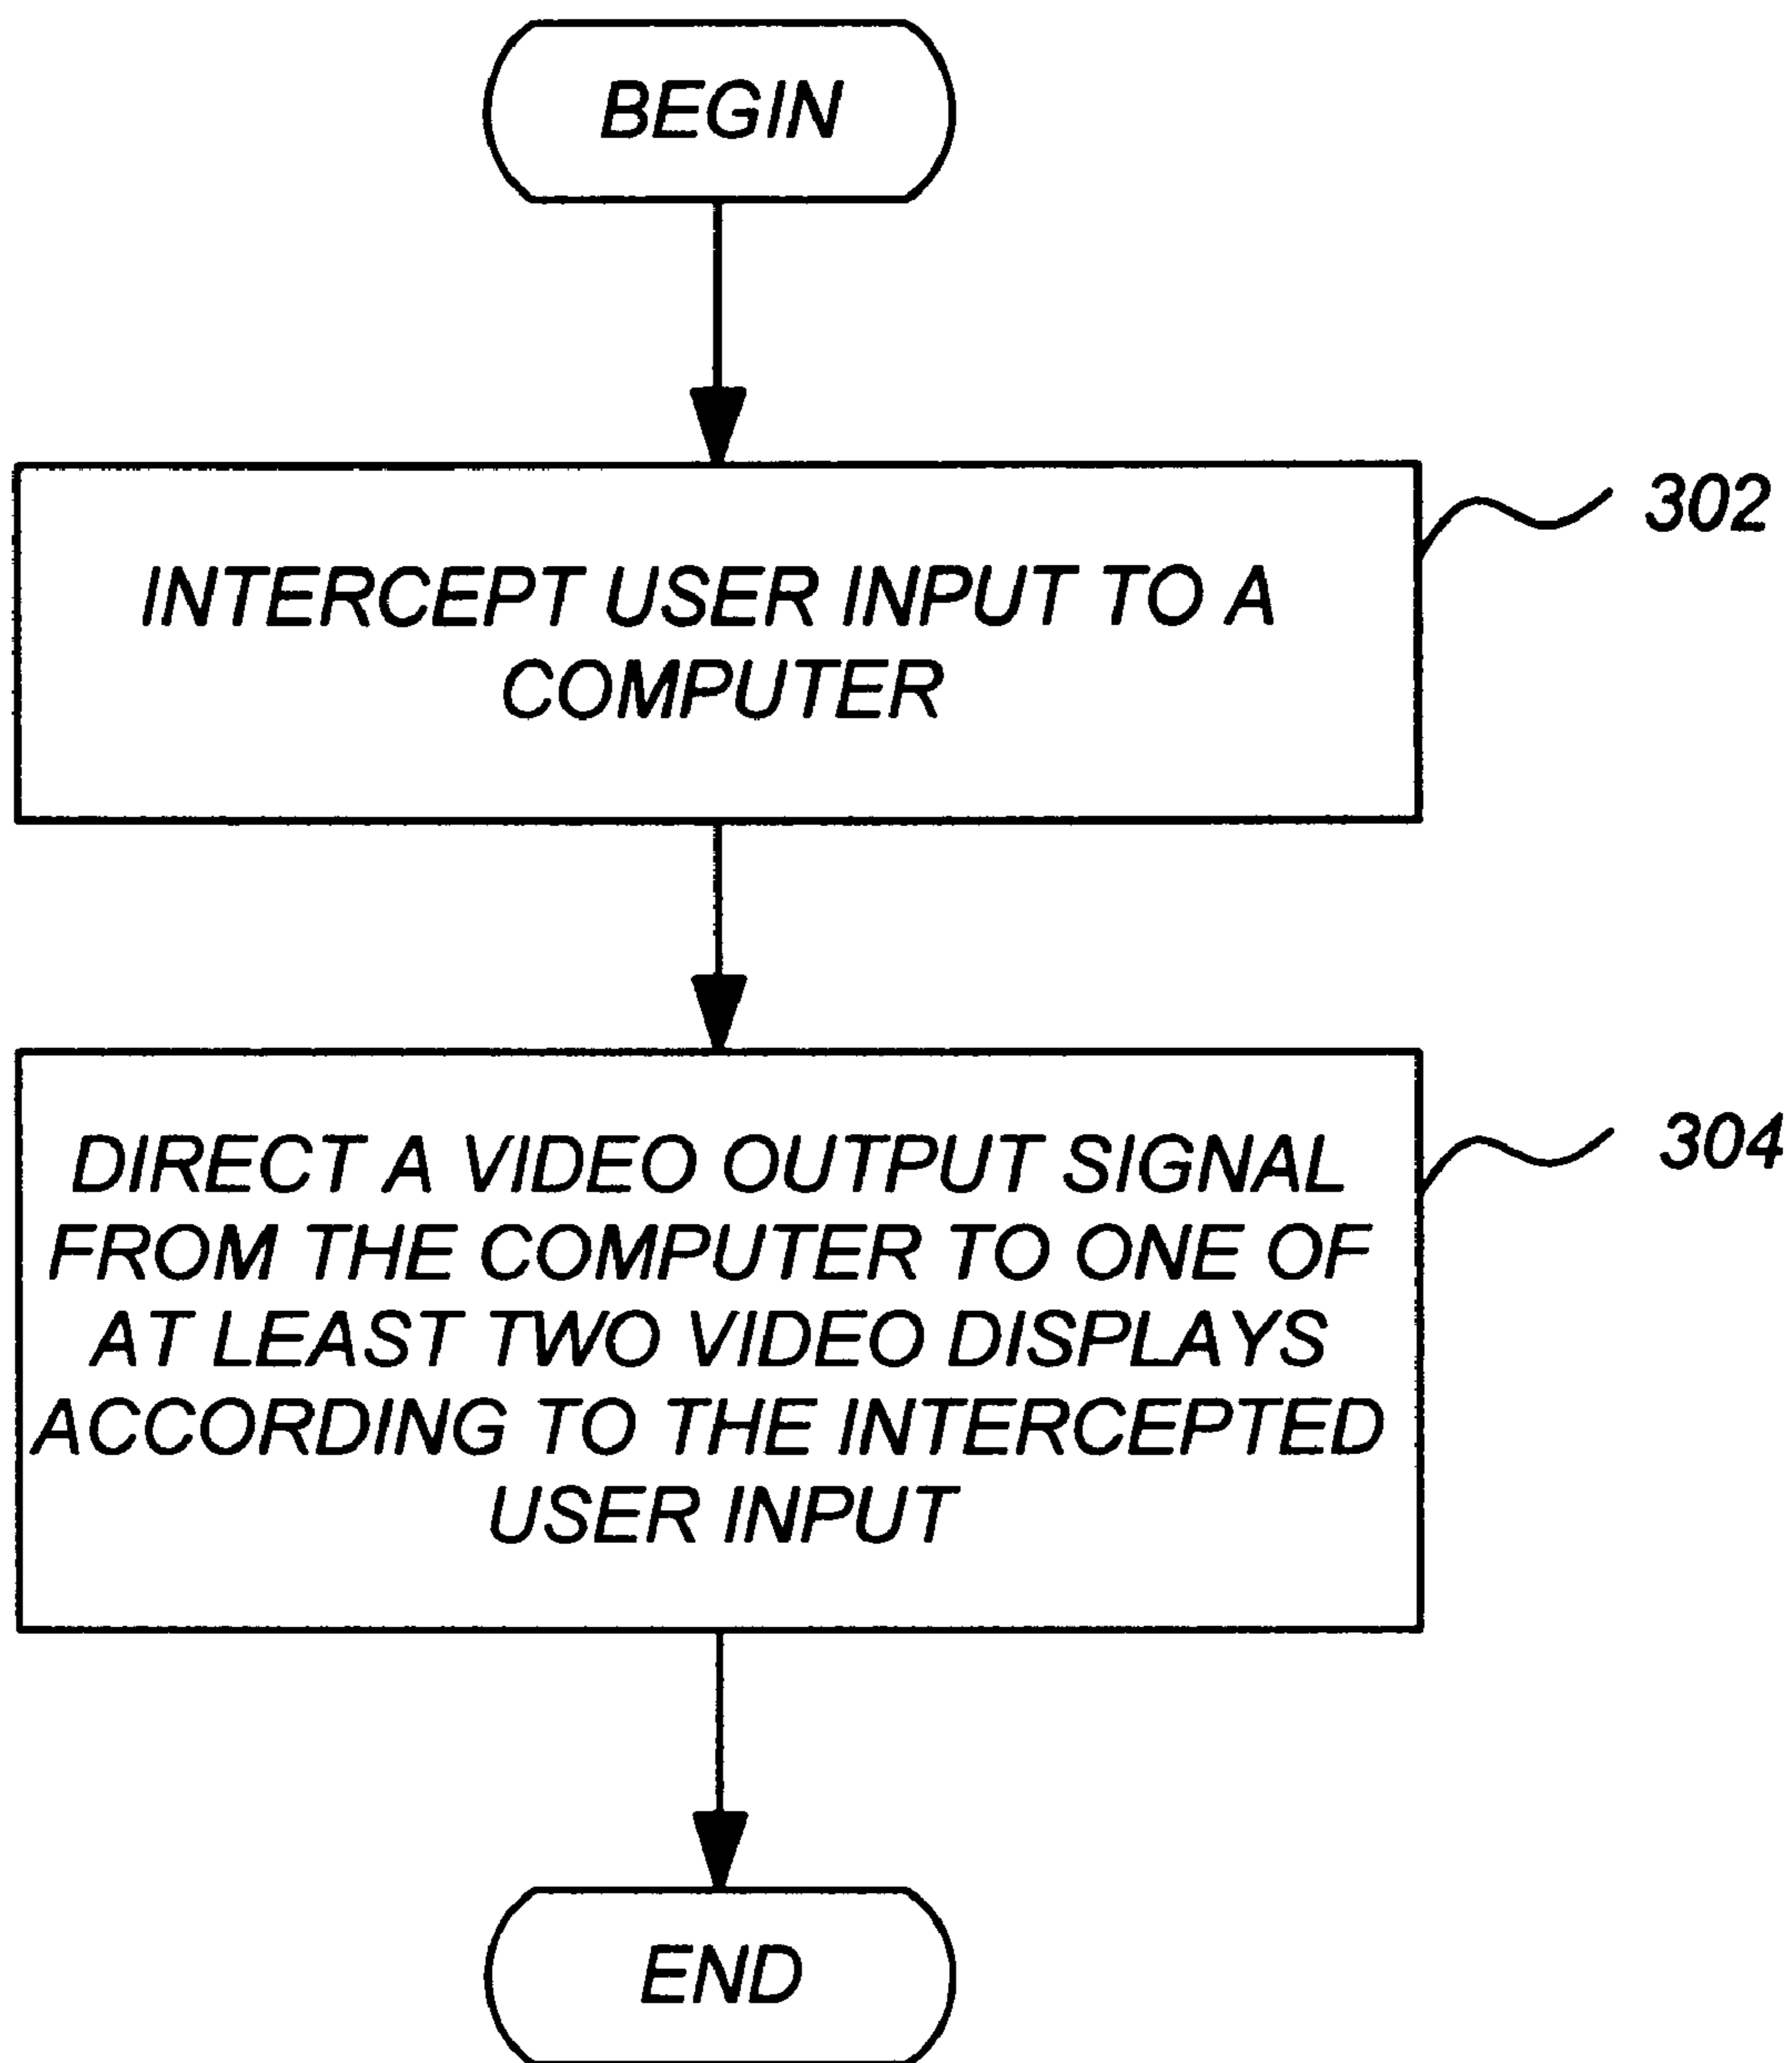 BEGIN
INTERCEPT USER INPUT TO A
COMPUTER
302
DIRECT A VIDEO OUTPUT SIGNAL
FROM THE COMPUTER TO ONE OF
AT LEAST TWO VIDEO DISPLAYS
ACCORDING TO THE INTERCEPTED
USER INPUT
304
END